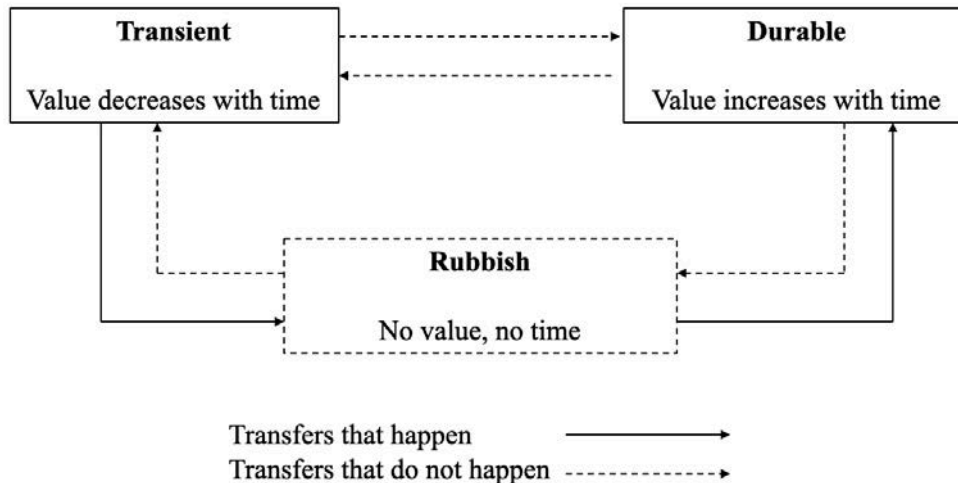 Transient
Durable
Value decreases with time
Value increases with time
Rubbish
No value, no time
Transfers that happen
Transfers that do not happen